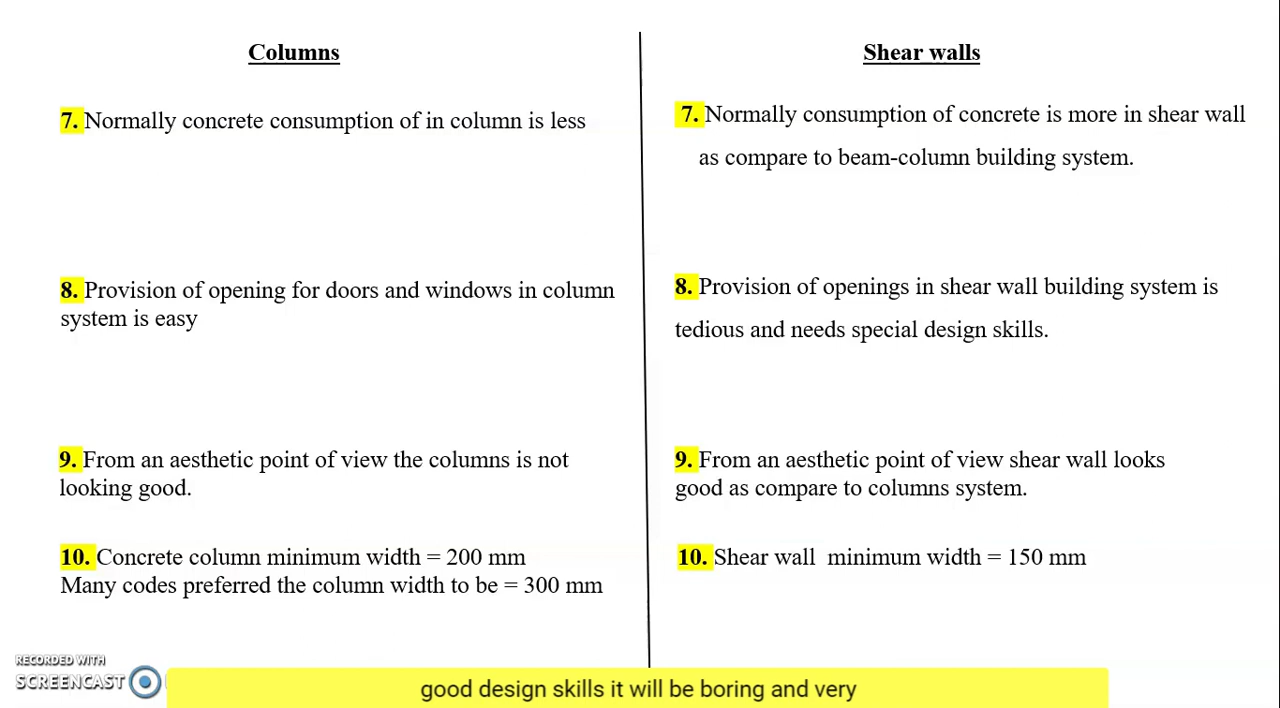 Columns
7. Normally concrete consumption of in column is less
8. Provision of opening for doors and windows in column
system is easy
9. From an aesthetic point of view the columns is not
looking good.
10. Concrete column minimum width = 200 mm
Many codes preferred the column width to be = 300 mm
Shear walls
7. Normally consumption of concrete is more in shear wall
as compare to beam-column building system.
8. Provision of openings in shear wall building system is
tedious and needs special design skills.
9. From an aesthetic point of view shear wall looks
good as compare to columns system.
10. Shear wall  minimum width = 150 mm
RECORDED WITH
SCREENCAST
good design skills it will be boring and very